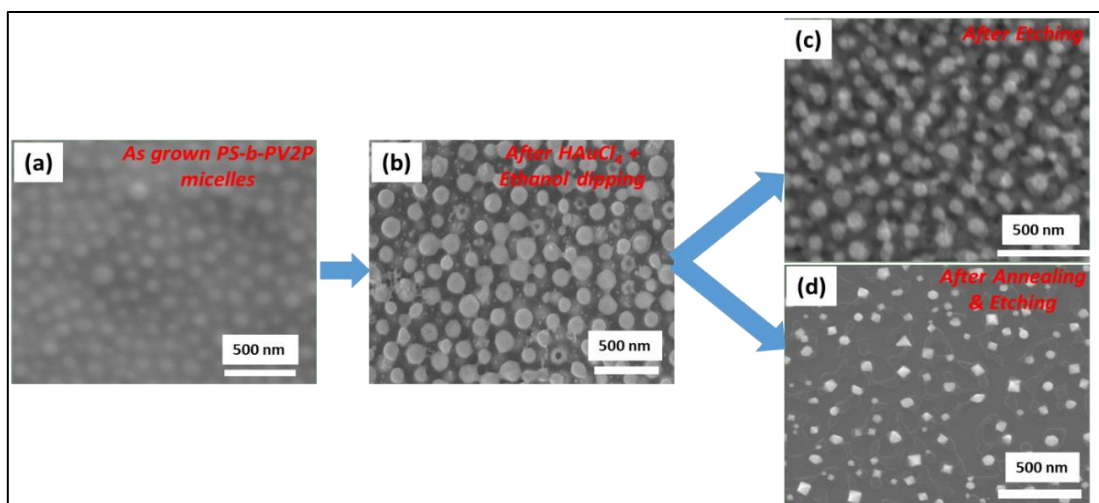 (a)
As grown PS-b-PV2P
micelles
500 nm
(b)
After HAuCl₄ +
Ethanol dipping
500 nm
(c)
After Etching
500 nm
(d)
After Annealing
& Etching
500 nm